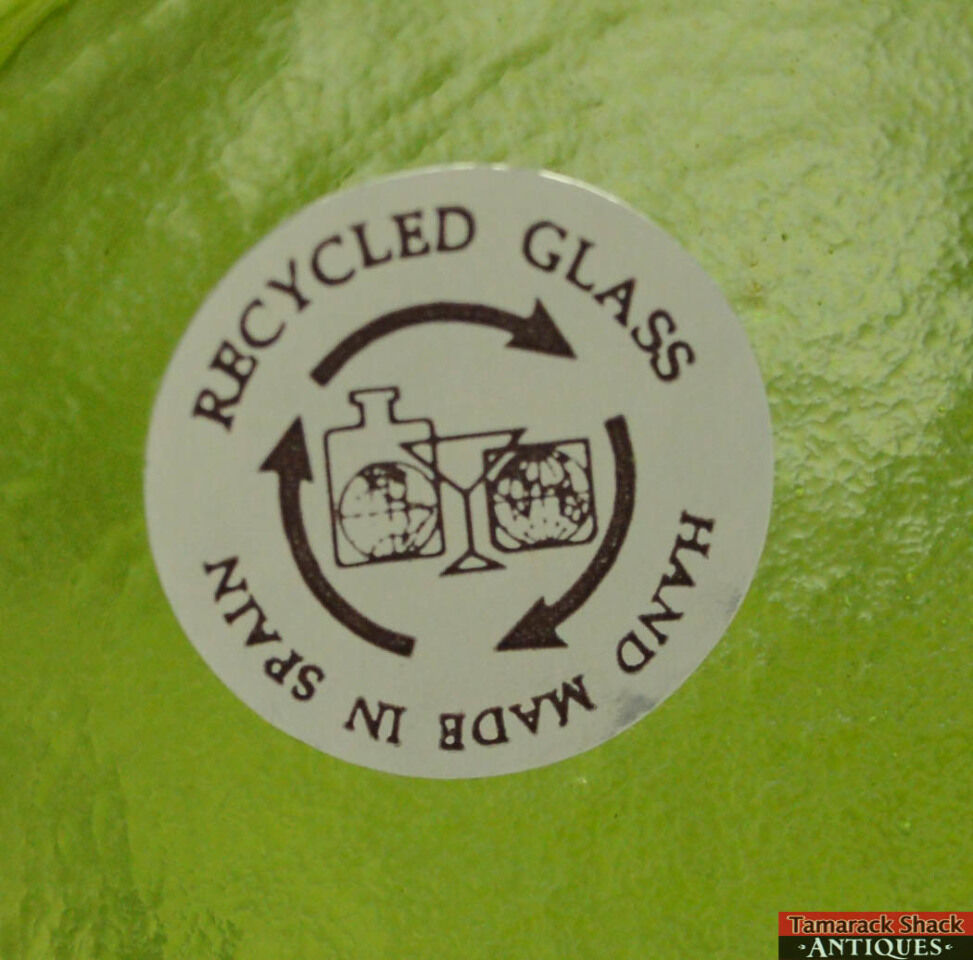 RECYCLED GLASS
HAND MADE IN SPAIN
Tamarack Shack
ANTIQUES